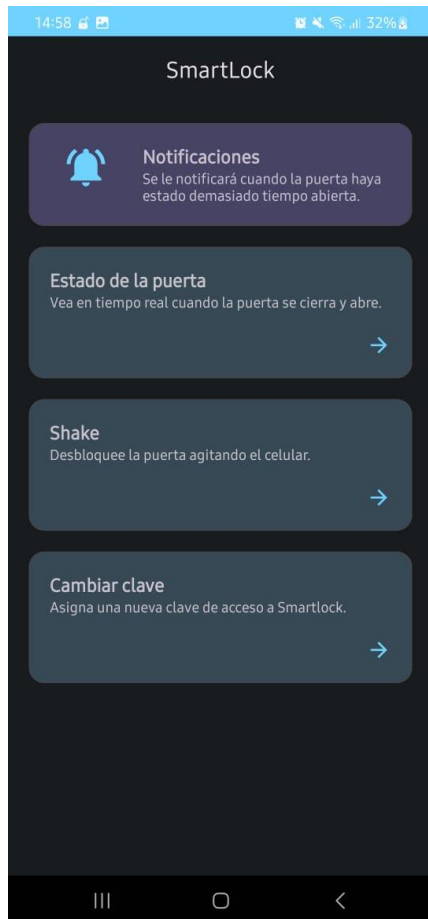 14:58 32%
SmartLock
Notificaciones
Se le notificará cuando la puerta haya
estado demasiado tiempo abierta.
Estado de la puerta
Vea en tiempo real cuando la puerta se cierra y abre.
Shake
Desbloquee la puerta agitando el celular.
Cambiar clave
Asigna una nueva clave de acceso a Smartlock.